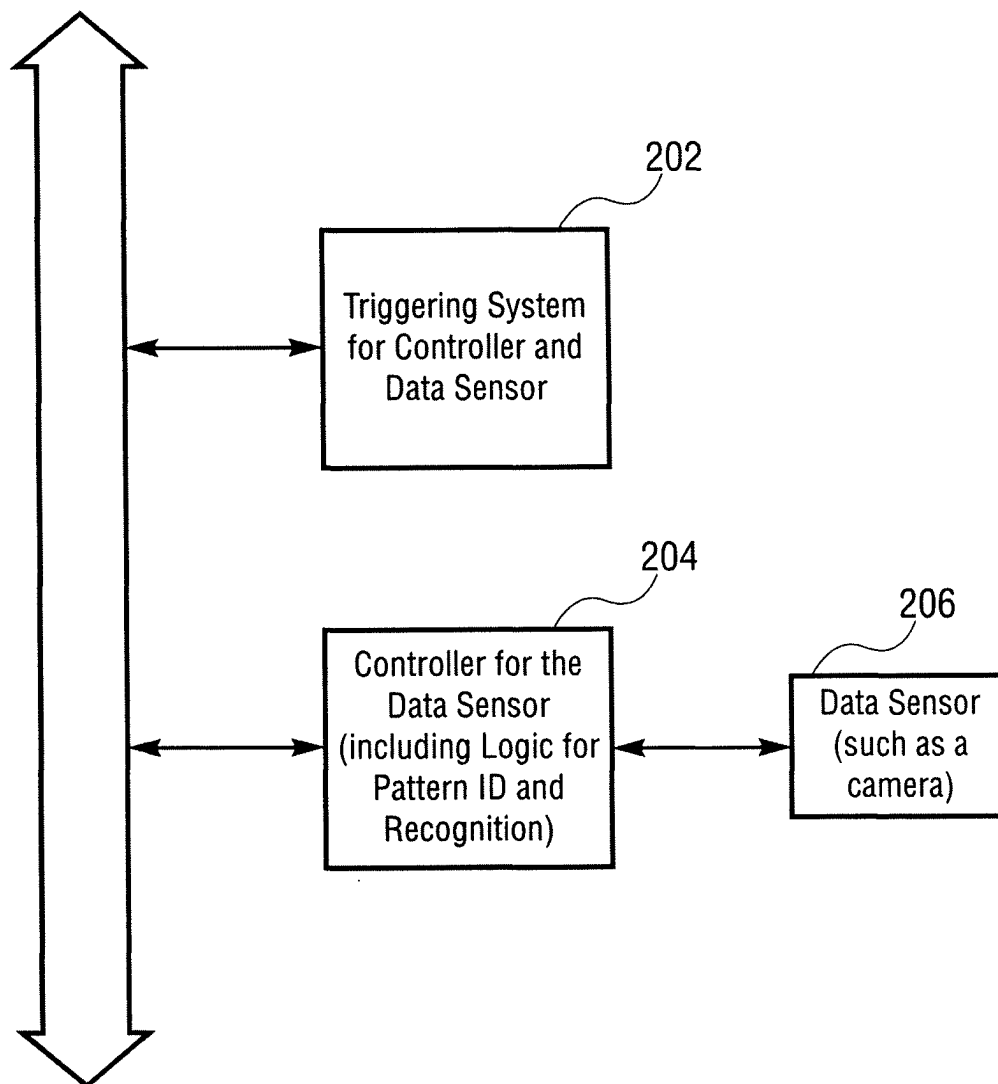 202
Triggering System
for Controller and
Data Sensor
204
Controller for the
Data Sensor
(including Logic for
Pattern ID and
Recognition)
206
Data Sensor
(such as a
camera)